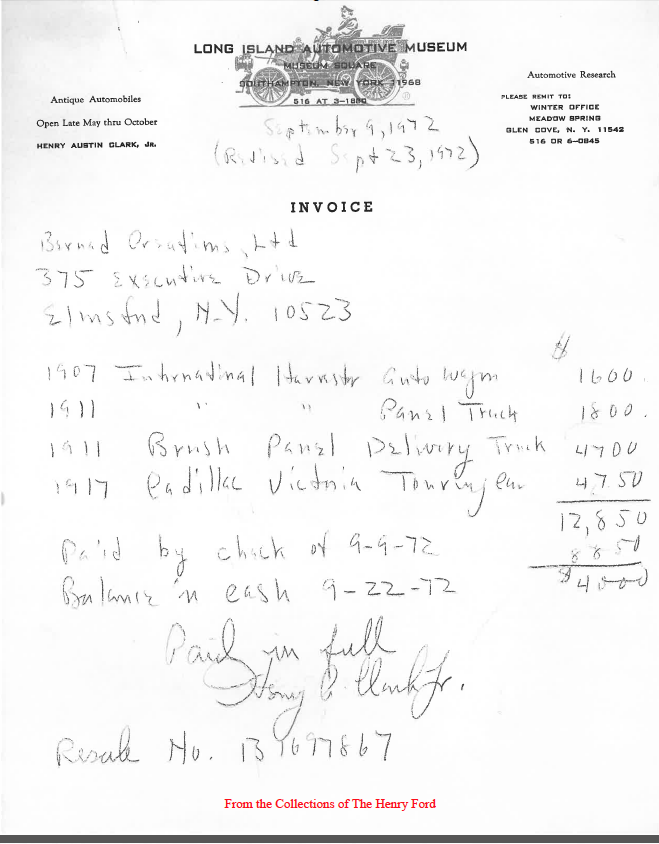 LONG ISLAND AUTOMOTIVE MUSEUM
MUSEUM SQUARE
SOUTHAMPTON, NEW YORK 11968
516 AT 3-1880
Antique Automobiles
Open Late May thru October
HENRY AUSTIN CLARK, JR.
Automotive Research
PLEASE REMIT TO:
WINTER OFFICE
MEADOW SPRING
GLEN COVE, N. Y. 11542
516 OR 6-0845
September 9, 1972
(Revised Sept 23, 1972)
INVOICE
Creations, Ltd
375 Executive Drive
Elmsford, N.Y. 10523
$
1907 International Harvester Auto Wagon 1600.
1911 " " Panel Truck 1800.
1911 Brush Panel Delivery Truck 4700
1917 Cadillac Victoria Touring Car 4750
12,850
Paid by check of 9-9-72 8850
Balance in cash 9-22-72 $4000
Paid in full
Henry A. Clark Jr.
Resale No.
From the Collections of The Henry Ford